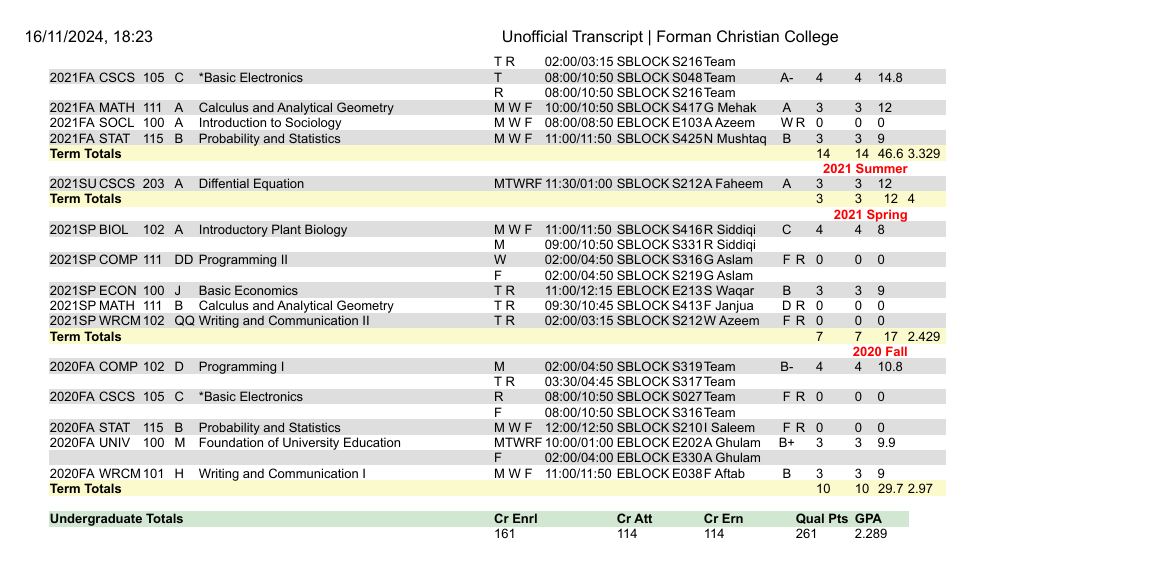 16/11/2024, 18:23 Unofficial Transcript | Forman Christian College
T R 02:00/03:15 SBLOCK S216 Team
2021FA CSCS 105 C *Basic Electronics T 08:00/10:50 SBLOCK S048 Team A- 4 4 14.8
R 08:00/10:50 SBLOCK S216 Team
2021FA MATH 111 A Calculus and Analytical Geometry M W F 10:00/10:50 SBLOCK S417 G Mehak A 3 3 12
2021FA SOCL 100 A Introduction to Sociology M W F 08:00/08:50 EBLOCK E103 A Azeem W R 0 0 0
2021FA STAT 115 B Probability and Statistics M W F 11:00/11:50 SBLOCK S425 N Mushtaq B 3 3 9
Term Totals 14 14 46.6 3.329
2021 Summer
2021SU CSCS 203 A Diffential Equation MTWRF 11:30/01:00 SBLOCK S212 A Faheem A 3 3 12
Term Totals 3 3 12 4
2021 Spring
2021SP BIOL 102 A Introductory Plant Biology M W F 11:00/11:50 SBLOCK S416 R Siddiqi C 4 4 8
M 09:00/10:50 SBLOCK S331 R Siddiqi
2021SP COMP 111 DD Programming II W 02:00/04:50 SBLOCK S316 G Aslam F R 0 0 0
F 02:00/04:50 SBLOCK S219 G Aslam
2021SP ECON 100 J Basic Economics T R 11:00/12:15 EBLOCK E213 S Waqar B 3 3 9
2021SP MATH 111 B Calculus and Analytical Geometry T R 09:30/10:45 SBLOCK S413 F Janjua D R 0 0 0
2021SP WRCM 102 QQ Writing and Communication II T R 02:00/03:15 SBLOCK S212 W Azeem F R 0 0 0
Term Totals 7 7 17 2.429
2020 Fall
2020FA COMP 102 D Programming I M 02:00/04:50 SBLOCK S319 Team B- 4 4 10.8
T R 03:30/04:45 SBLOCK S317 Team
2020FA CSCS 105 C *Basic Electronics R 08:00/10:50 SBLOCK S027 Team F R 0 0 0
F 08:00/10:50 SBLOCK S316 Team
2020FA STAT 115 B Probability and Statistics M W F 12:00/12:50 SBLOCK S210 I Saleem F R 0 0 0
2020FA UNIV 100 M Foundation of University Education MTWRF 10:00/01:00 EBLOCK E202 A Ghulam B+ 3 3 9.9
F 02:00/04:00 EBLOCK E330 A Ghulam
2020FA WRCM 101 H Writing and Communication I M W F 11:00/11:50 EBLOCK E038 F Aftab B 3 3 9
Term Totals 10 10 29.7 2.97
Undergraduate Totals Cr Enrl Cr Att Cr Ern Qual Pts GPA
161 114 114 261 2.289